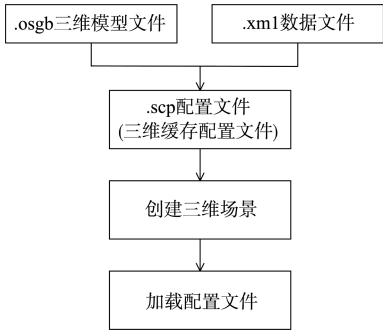 .osgb三维模型文件
.xm1数据文件
.scp配置文件
(三维缓存配置文件)
创建三维场景
加载配置文件